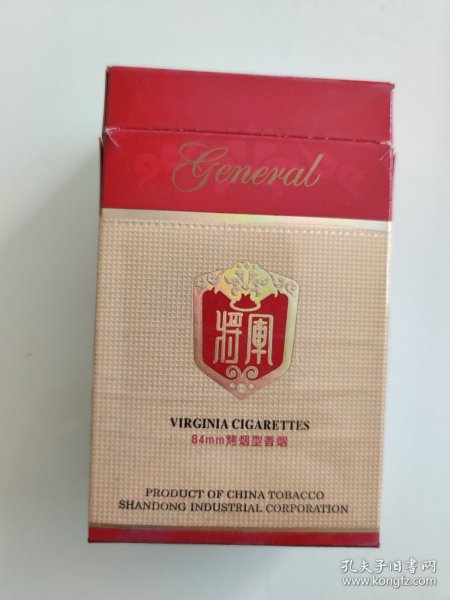 General
将軍
VIRGINIA CIGARETTES
84mm烤烟型香烟
PRODUCT OF CHINA TOBACCO
SHANDONG INDUSTRIAL CORPORATION
孔夫子旧书网
www.kongfz.com